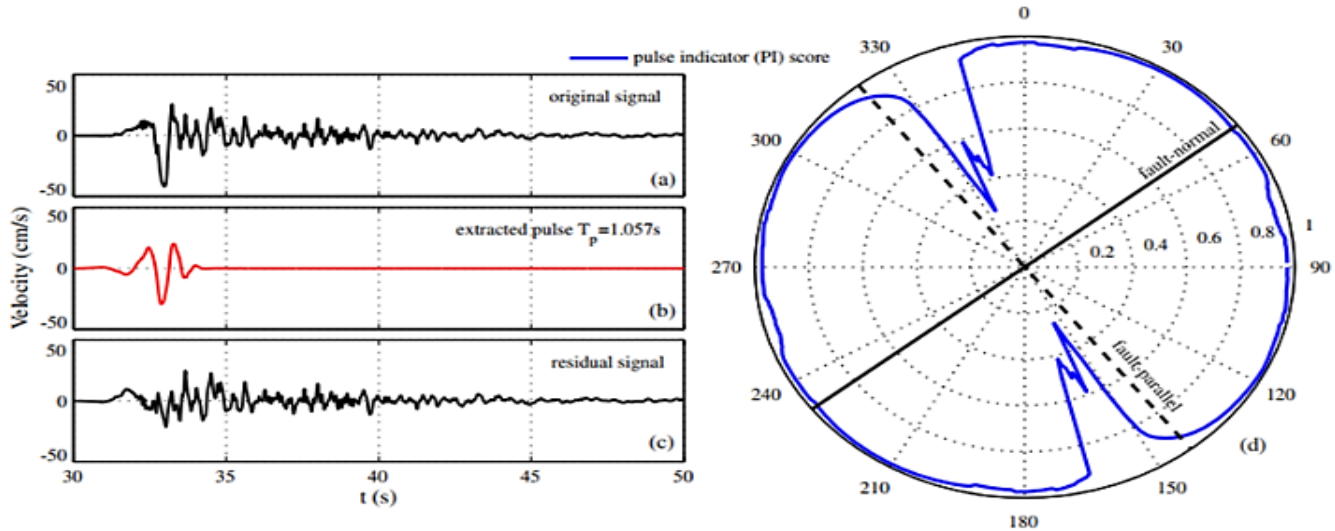 pulse indicator (PI) score
Velocity (cm/s)
50
0
-50
original signal
(a)
50
0
-50
extracted pulse Tp=1.057s
(b)
50
0
-50
residual signal
(c)
30
35
40
45
50
t (s)
0
30
60
90
120
150
180
210
240
270
300
330
0.2
0.4
0.6
0.8
1
fault-normal
fault-parallel
(d)